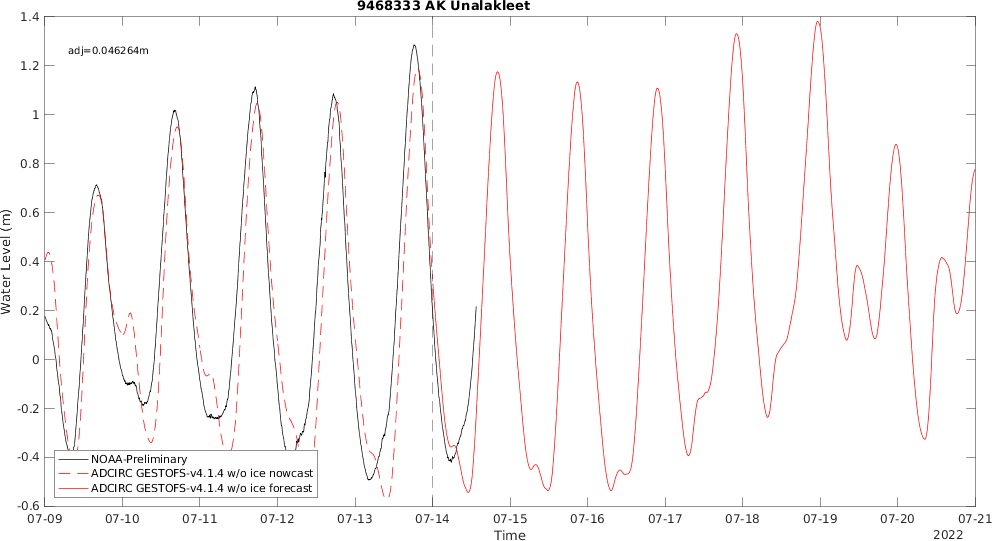 9468333 AK Unalakleet
adj=0.046264m
1.4
1.2
1
0.8
0.6
0.4
0.2
0
-0.2
-0.4
-0.6
Water Level (m)
NOAA-Preliminary
ADCIRC GESTOFS-v4.1.4 w/o ice nowcast
ADCIRC GESTOFS-v4.1.4 w/o ice forecast
07-09 07-10 07-11 07-12 07-13 07-14 07-15 07-16 07-17 07-18 07-19 07-20 07-21
Time
2022